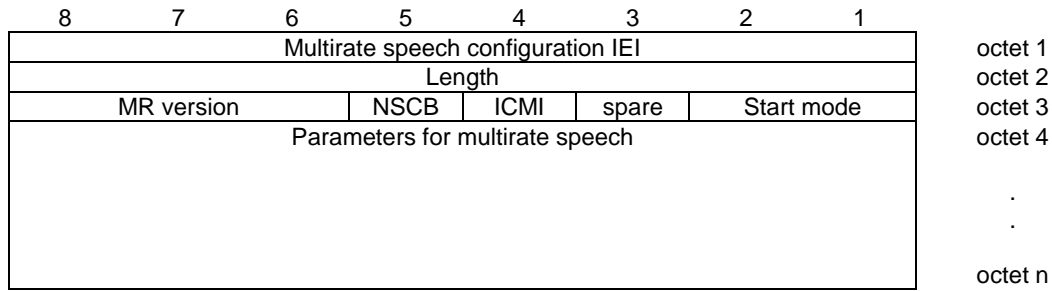 8 7 6 5 4 3 2 1
Multirate speech configuration IEI octet 1
Length octet 2
MR version NSCB ICMI spare Start mode octet 3
Parameters for multirate speech octet 4
.
.
octet n